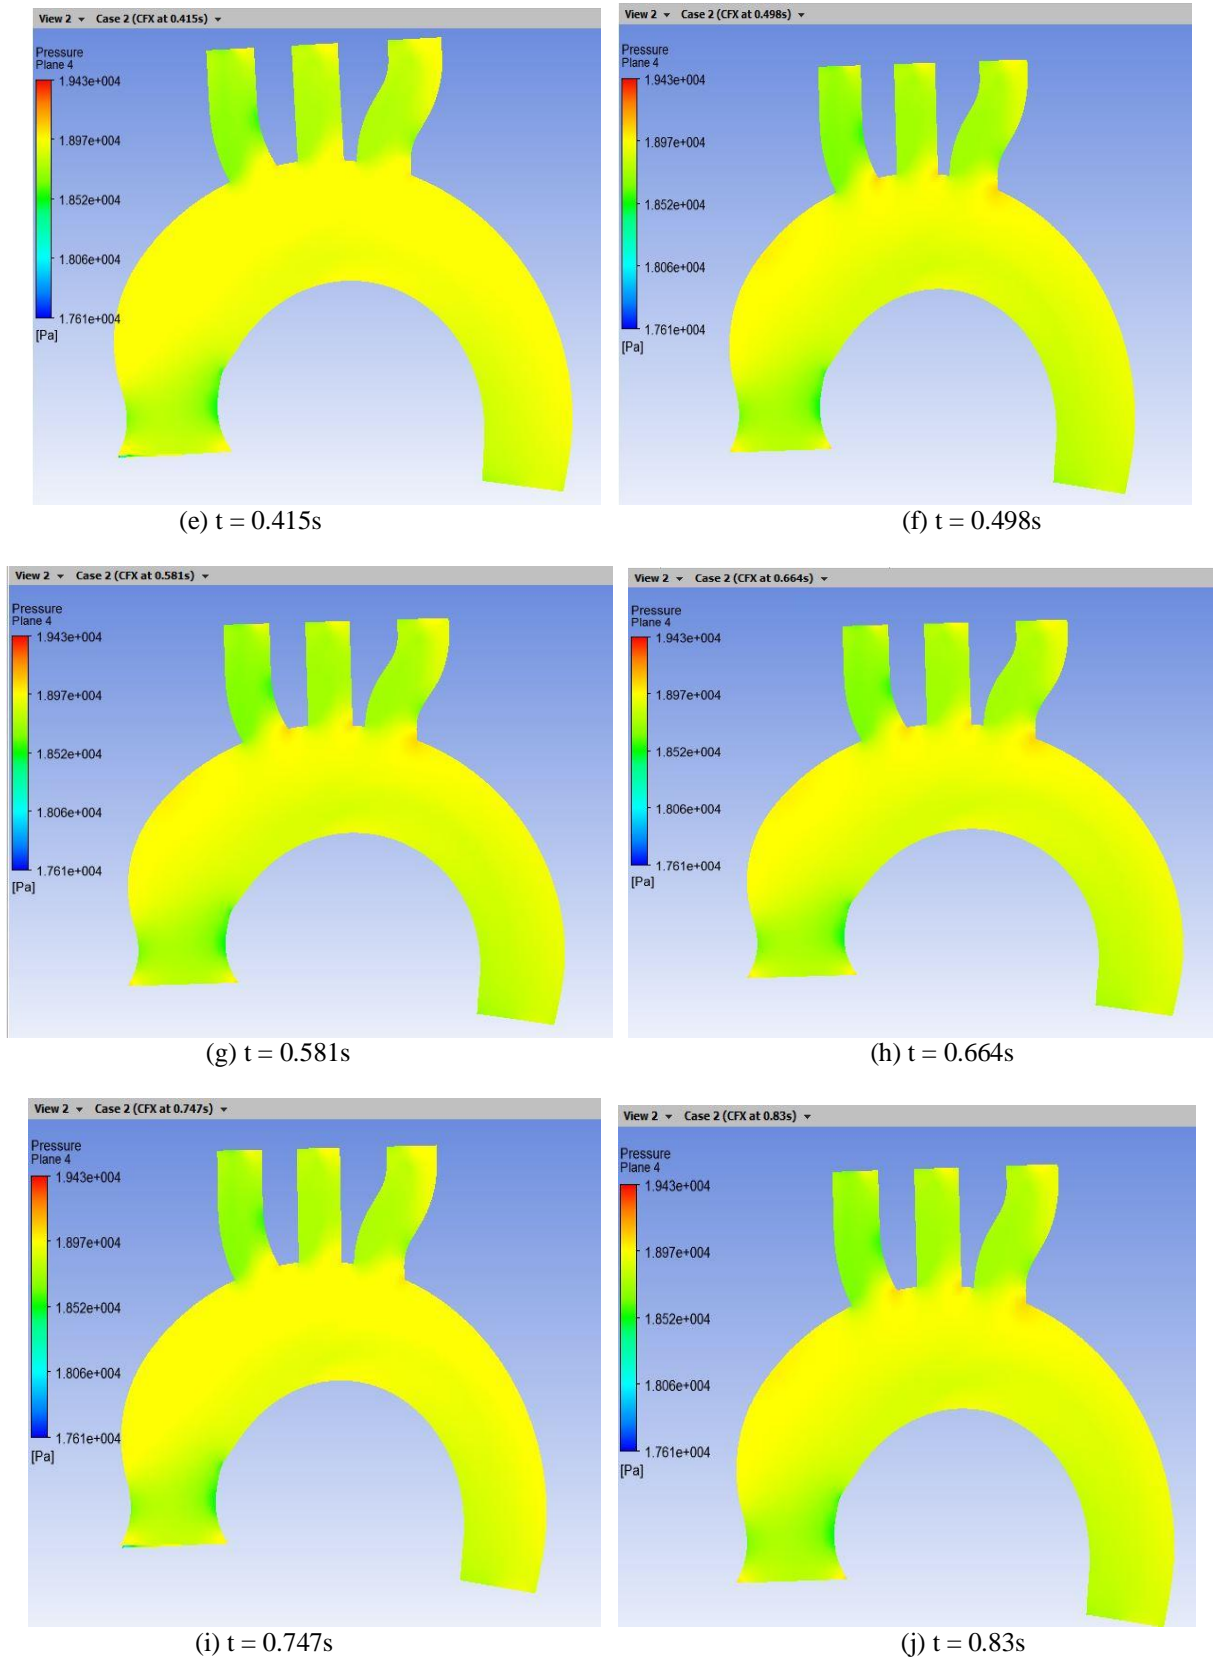 View 2 Case 2 (CFX at 0.415s)
Pressure
Plane 4
1.943e+004
1.897e+004
1.852e+004
1.806e+004
1.761e+004
[Pa]
(e) t = 0.415s
View 2 Case 2 (CFX at 0.498s)
Pressure
Plane 4
1.943e+004
1.897e+004
1.852e+004
1.806e+004
1.761e+004
[Pa]
(f) t = 0.498s
View 2 Case 2 (CFX at 0.581s)
Pressure
Plane 4
1.943e+004
1.897e+004
1.852e+004
1.806e+004
1.761e+004
[Pa]
(g) t = 0.581s
View 2 Case 2 (CFX at 0.664s)
Pressure
Plane 4
1.943e+004
1.897e+004
1.852e+004
1.806e+004
1.761e+004
[Pa]
(h) t = 0.664s
View 2 Case 2 (CFX at 0.747s)
Pressure
Plane 4
1.943e+004
1.897e+004
1.852e+004
1.806e+004
1.761e+004
[Pa]
(i) t = 0.747s
View 2 Case 2 (CFX at 0.83s)
Pressure
Plane 4
1.943e+004
1.897e+004
1.852e+004
1.806e+004
1.761e+004
[Pa]
(j) t = 0.83s